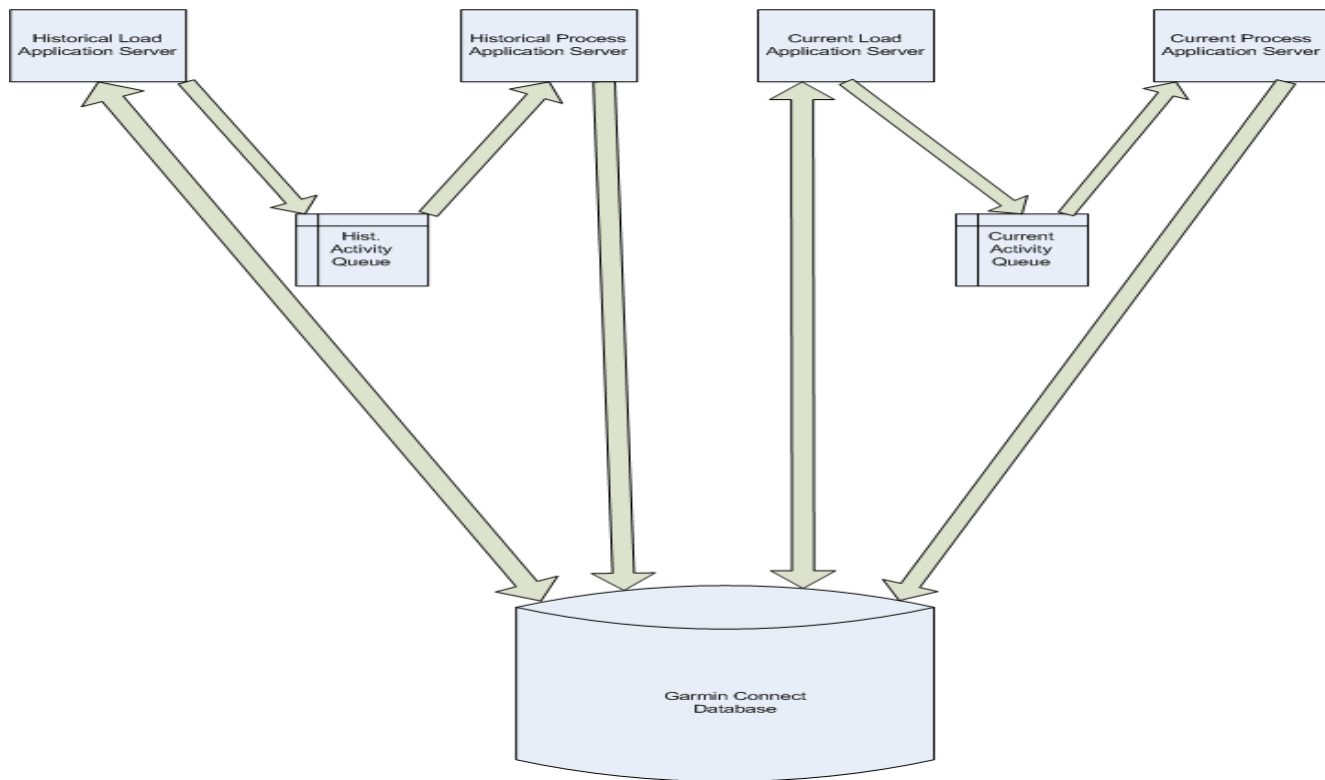 Historical Load
Application Server
Historical Process
Application Server
Current Load
Application Server
Current Process
Application Server
Hist.
Activity
Queue
Current
Activity
Queue
Garmin Connect
Database